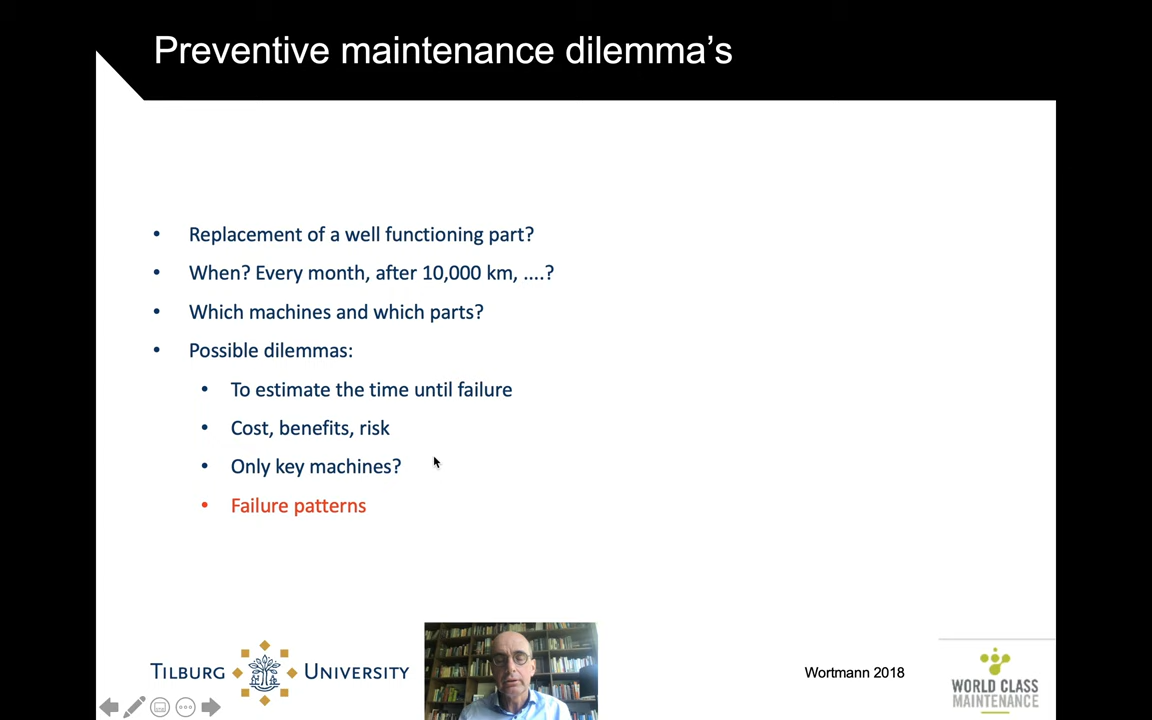 Preventive maintenance dilemma's
• Replacement of a well functioning part?
• When? Every month, after 10,000 km, ....?
• Which machines and which parts?
• Possible dilemmas:
• To estimate the time until failure
• Cost, benefits, risk
• Only key machines?
• Failure patterns
TILBURG UNIVERSITY
Wortmann 2018
WORLD CLASS
MAINTENANCE